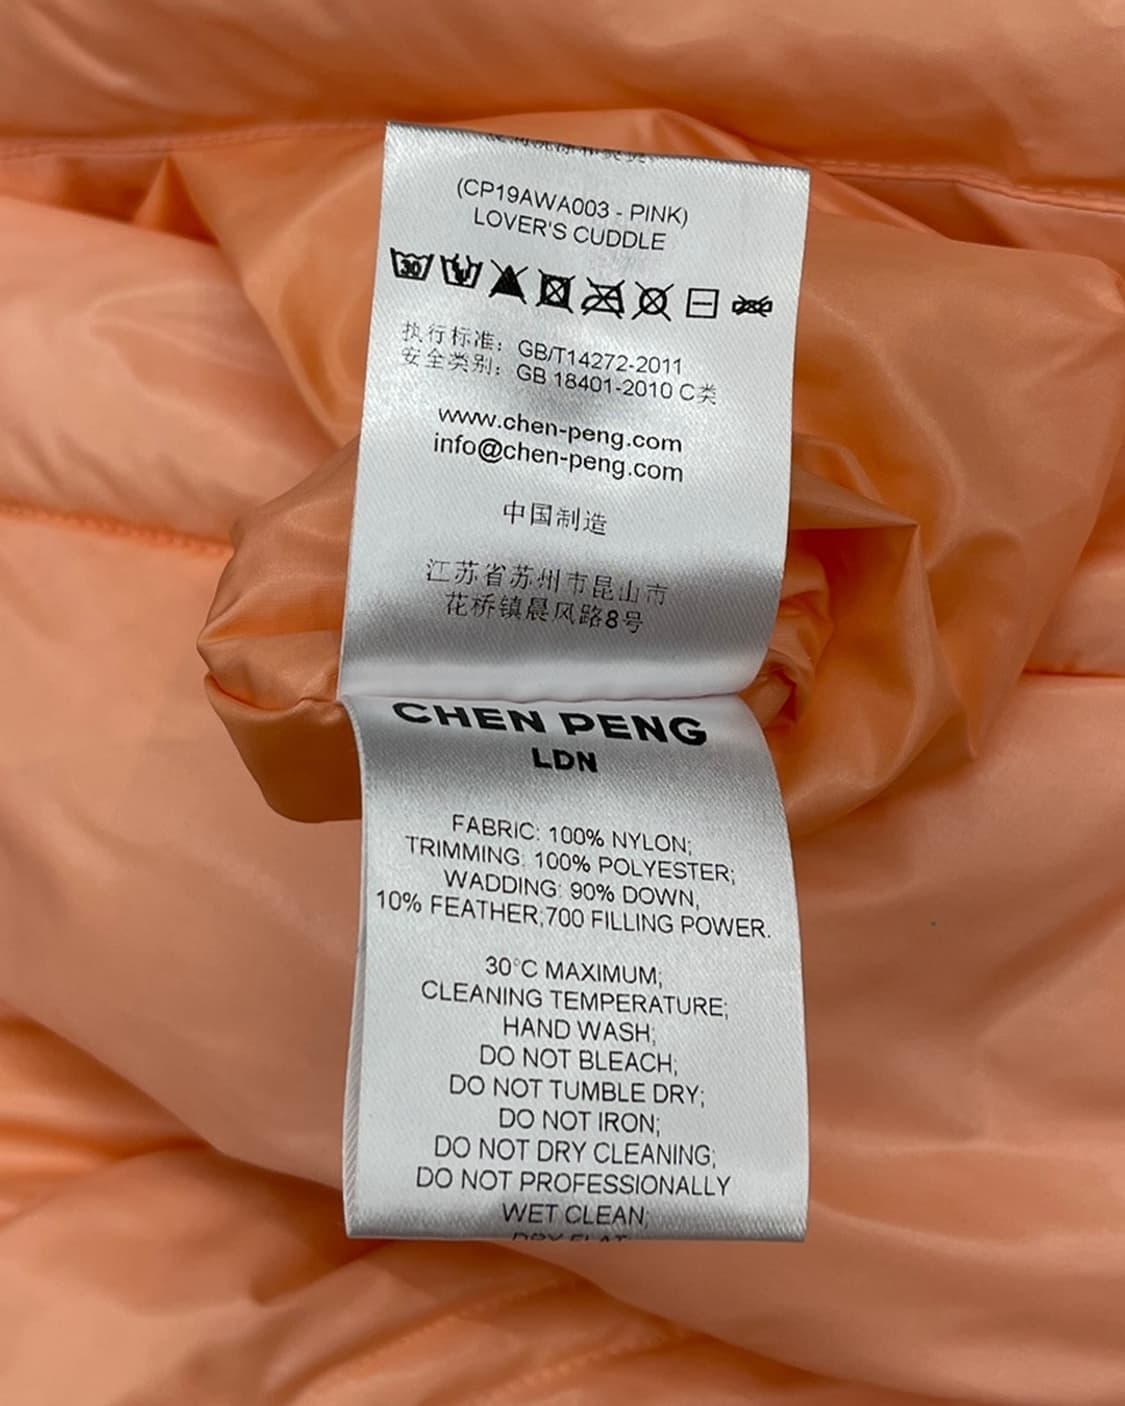 (CP19AWA003 - PINK)
LOVER'S CUDDLE
30
执行标准: GB/T14272-2011
安全类别: GB 18401-2010 C类
www.chen-peng.com
info@chen-peng.com
中国制造
江苏省苏州市昆山市
花桥镇晨风路8号
CHEN PENG
LDN
FABRIC: 100% NYLON;
TRIMMING: 100% POLYESTER;
WADDING: 90% DOWN,
10% FEATHER;700 FILLING POWER.
30°C MAXIMUM;
CLEANING TEMPERATURE;
HAND WASH;
DO NOT BLEACH;
DO NOT TUMBLE DRY;
DO NOT IRON;
DO NOT DRY CLEANING;
DO NOT PROFESSIONALLY
WET CLEAN;
DRY FLAT